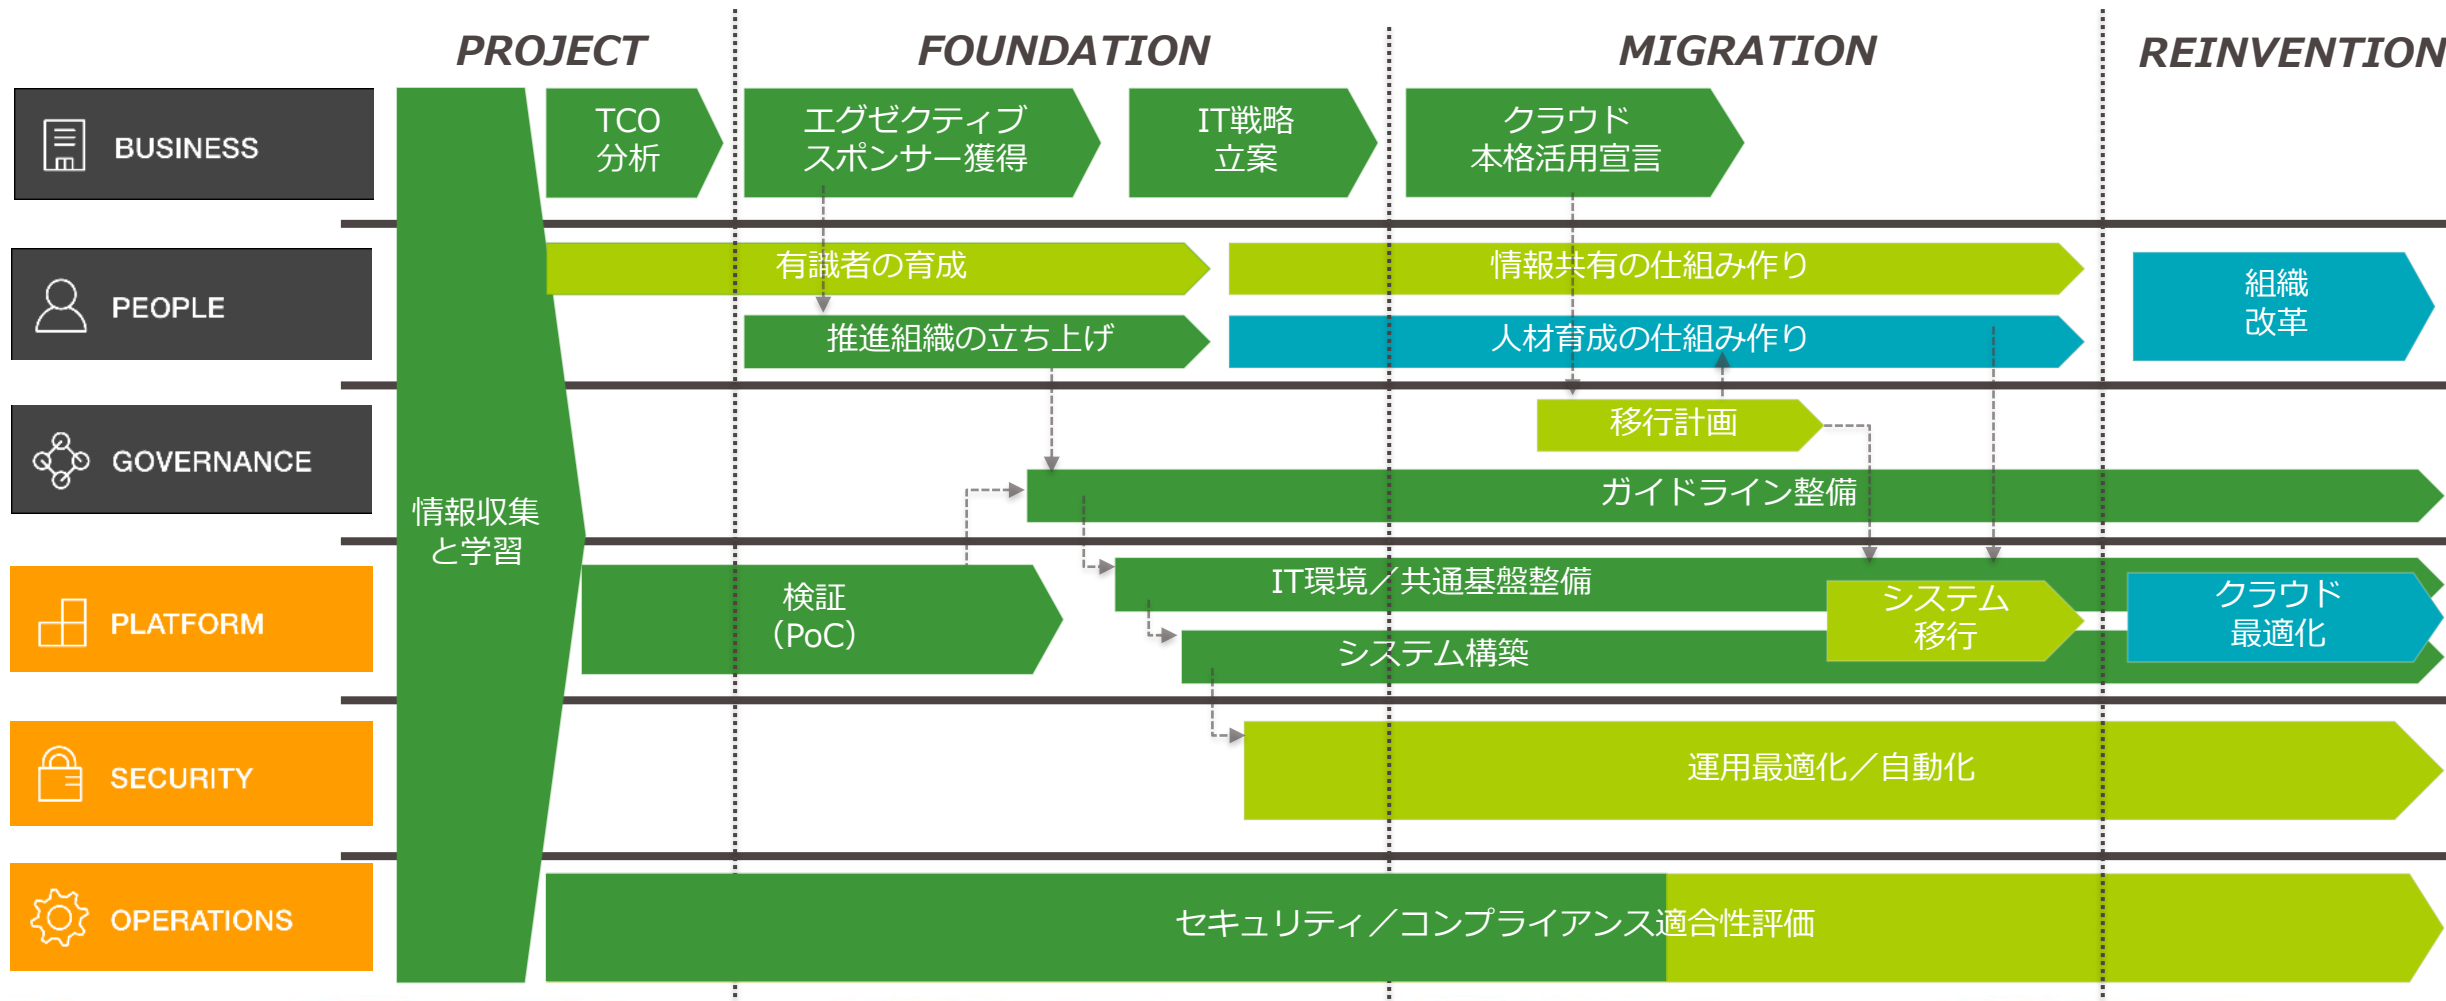 PROJECT
FOUNDATION
MIGRATION
REINVENTION
BUSINESS
TCO
分析
エグゼクティブ
スポンサー獲得
IT戦略
立案
クラウド
本格活用宣言
PEOPLE
有識者の育成
情報共有の仕組み作り
組織
改革
推進組織の立ち上げ
人材育成の仕組み作り
GOVERNANCE
移行計画
ガイドライン整備
情報収集
と学習
PLATFORM
検証
（PoC）
IT環境／共通基盤整備
システム構築
システム
移行
クラウド
最適化
SECURITY
運用最適化／自動化
OPERATIONS
セキュリティ／コンプライアンス適合性評価